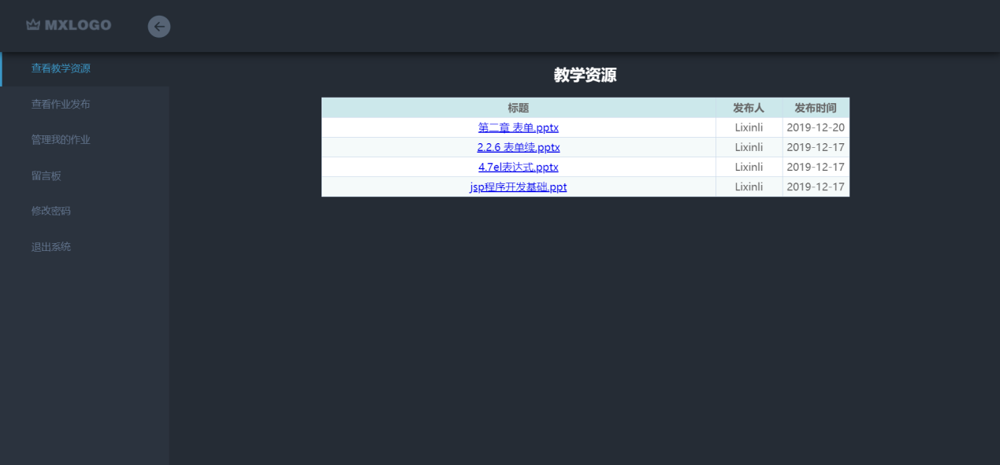 MXLOGO
查看教学资源
查看作业发布
管理我的作业
留言板
修改密码
退出系统
教学资源
标题 发布人 发布时间
第二章 表单.pptx Lixinli 2019-12-20
2.2.6 表单续.pptx Lixinli 2019-12-17
4.7el表达式.pptx Lixinli 2019-12-17
jsp程序开发基础.ppt Lixinli 2019-12-17